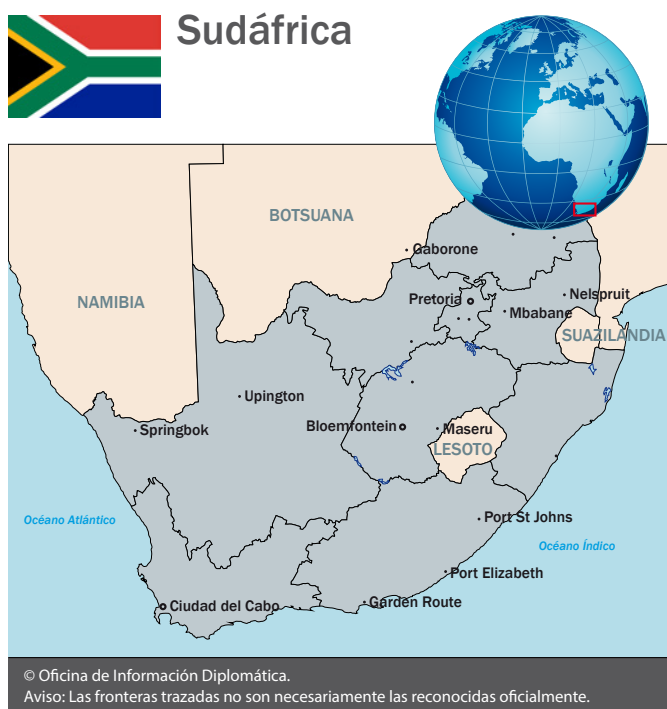 Sudáfrica
BOTSUANA
Gaborone
NAMIBIA
Pretoria
Nelspruit
Mbabane
SUAZILANDIA
Upington
Bloemfontein
Maseru
Springbok
LESOTO
Océano Atlántico
Port St Johns
Océano Índico
Port Elizabeth
Ciudad del Cabo
Garden Route
© Oficina de Información Diplomática.
Aviso: Las fronteras trazadas no son necesariamente las reconocidas oficialmente.